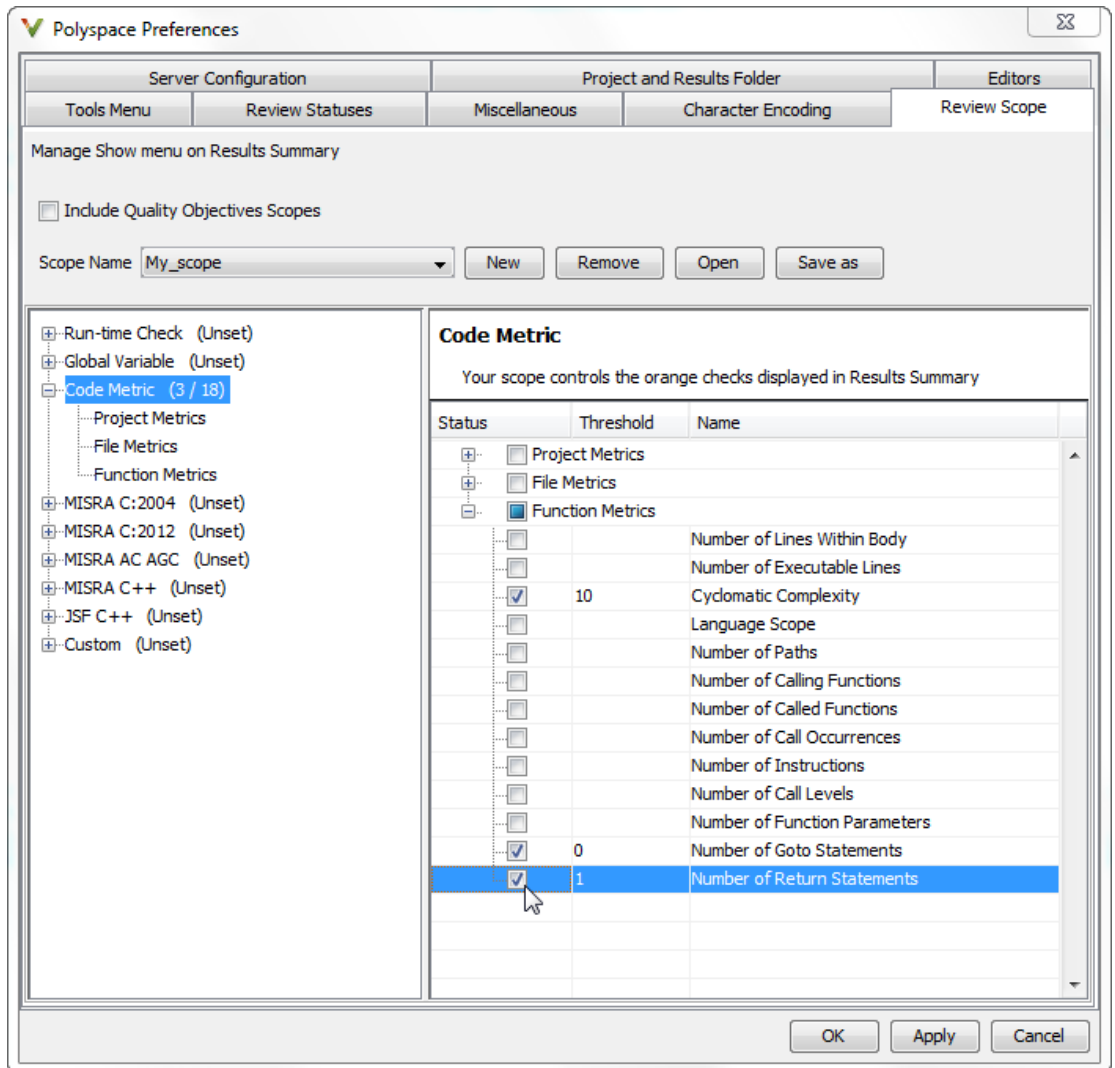 Polyspace Preferences
Server Configuration Project and Results Folder Editors
Tools Menu Review Statuses Miscellaneous Character Encoding Review Scope
Manage Show menu on Results Summary
Include Quality Objectives Scopes
Scope Name My_scope New Remove Open Save as
Run-time Check (Unset)
Global Variable (Unset)
Code Metric (3 / 18)
Project Metrics
File Metrics
Function Metrics
MISRA C:2004 (Unset)
MISRA C:2012 (Unset)
MISRA AC AGC (Unset)
MISRA C++ (Unset)
JSF C++ (Unset)
Custom (Unset)
Code Metric
Your scope controls the orange checks displayed in Results Summary
Status Threshold Name
Project Metrics
File Metrics
Function Metrics
Number of Lines Within Body
Number of Executable Lines
10 Cyclomatic Complexity
Language Scope
Number of Paths
Number of Calling Functions
Number of Called Functions
Number of Call Occurrences
Number of Instructions
Number of Call Levels
Number of Function Parameters
0 Number of Goto Statements
1 Number of Return Statements
OK Apply Cancel